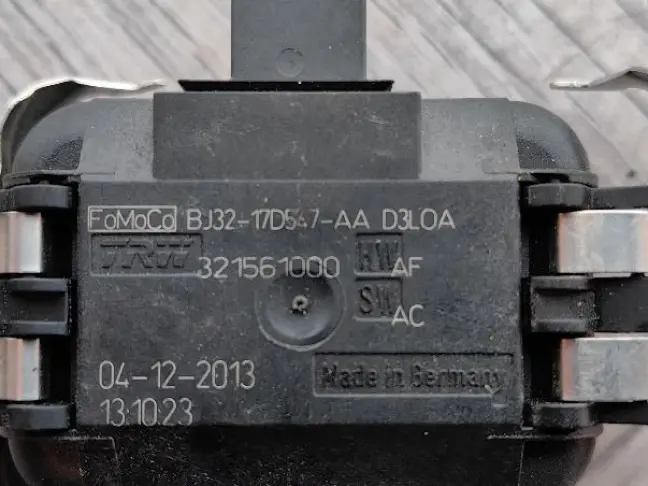 FoMoCo BJ32-17D547-AA D3L0A
TRW 321561000 HW AF
SW AC
04-12-2013 Made in Germany
13:10:23